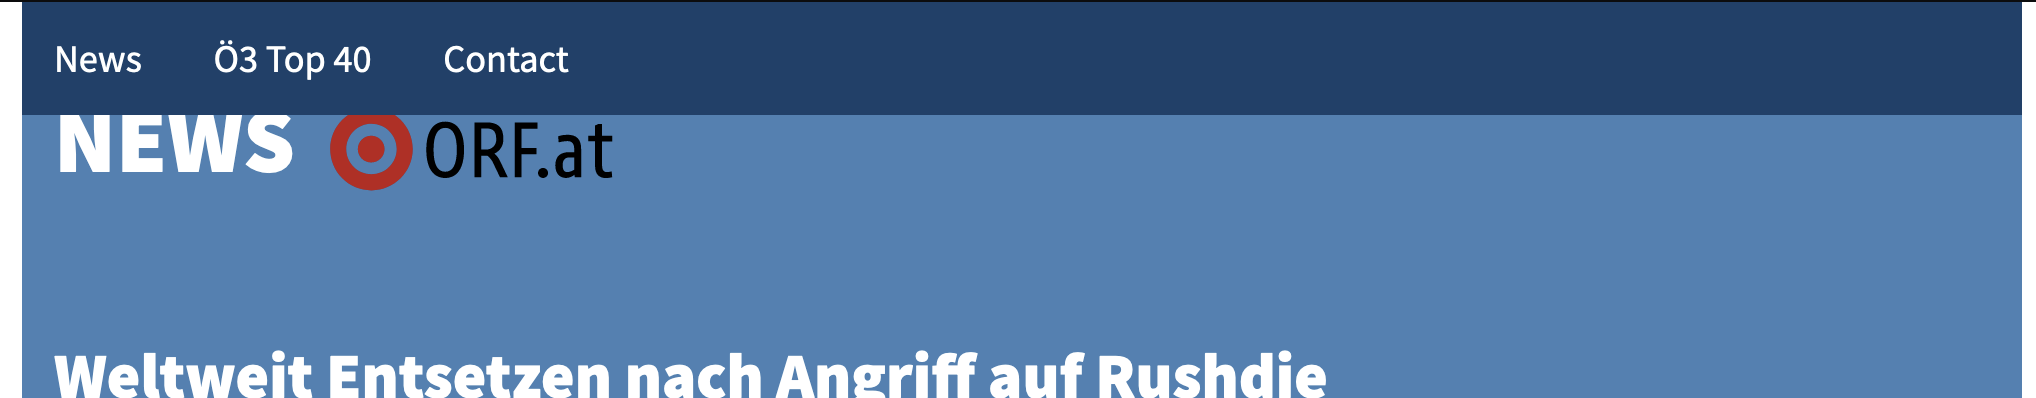 News Ö3 Top 40 Contact
NEWS ORF.at
Weltweit Entsetzen nach Angriff auf Rushdie